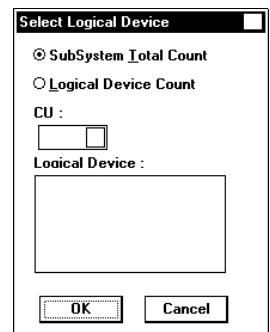 Select Logical Device
SubSystem Total Count
Logical Device Count
CU :
Logical Device :
OK
Cancel